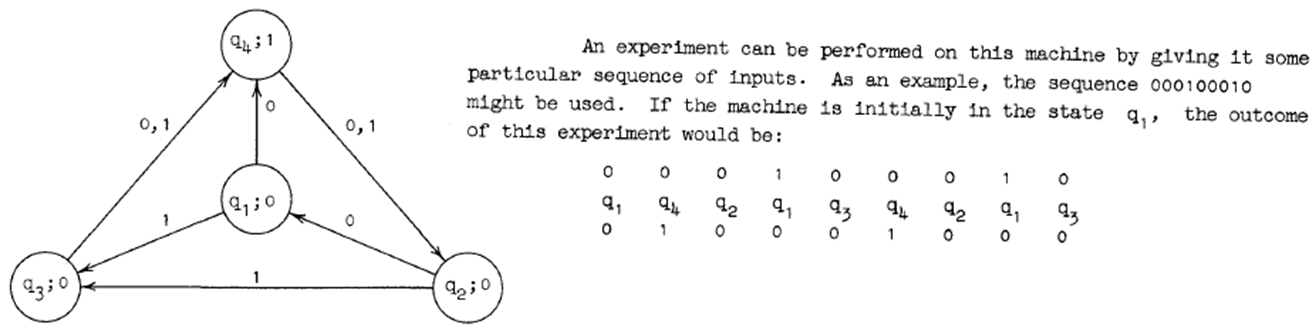 q4;1
0,1
0
0,1
q1;0
1
0
q3;0
1
q2;0
An experiment can be performed on this machine by giving it some
particular sequence of inputs. As an example, the sequence 000100010
might be used. If the machine is initially in the state q1, the outcome
of this experiment would be:
0 0 0 1 0 0 0 1 0
q1 q4 q2 q1 q3 q4 q2 q1 q3
0 1 0 0 0 1 0 0 0